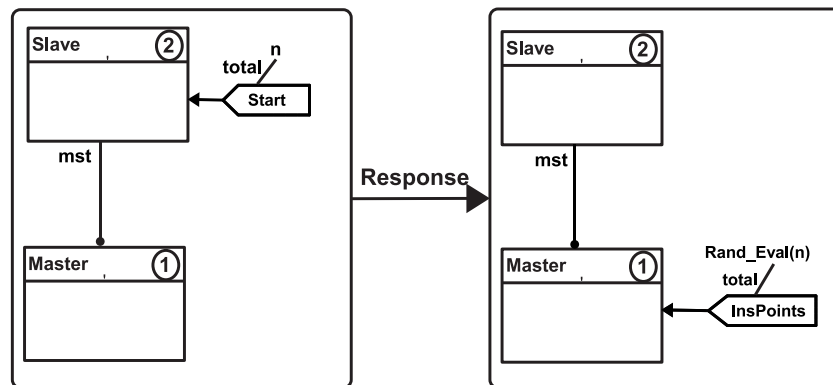 Slave
2
n
total
Start
mst
Master
1
Response
Slave
2
mst
Master
1
Rand_Eval(n)
total
InsPoints